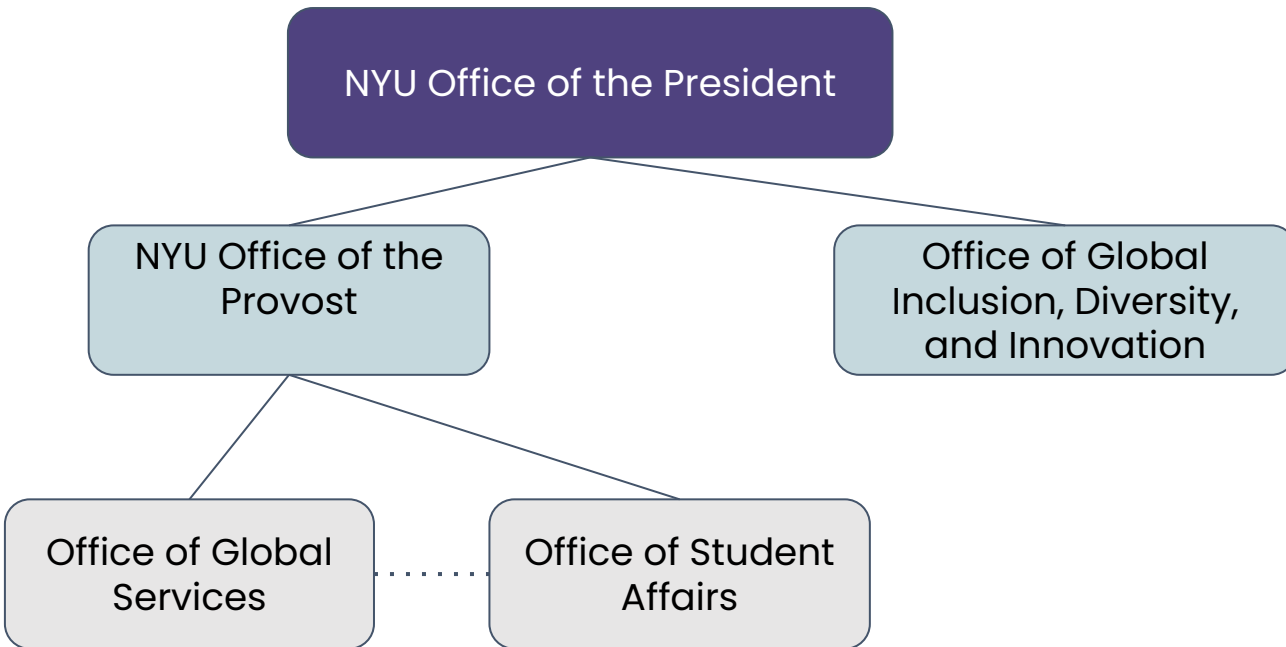 NYU Office of the President
NYU Office of the
Provost
Office of Global
Inclusion, Diversity,
and Innovation
Office of Global
Services
Office of Student
Affairs